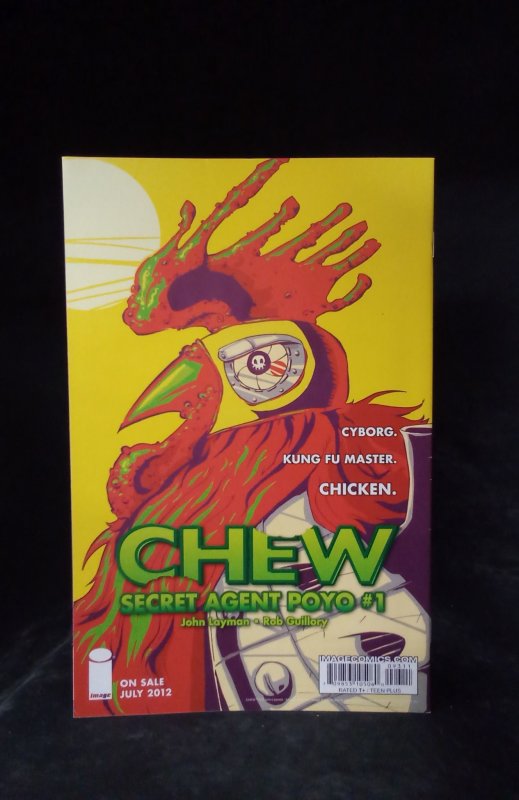 CYBORG.
KUNG FU MASTER.
CHICKEN.
CHEW
SECRET AGENT POYO #1
John Layman • Rob Guillory
image
ON SALE
JULY 2012
IMAGECOMICS.COM
09311
RATED T+ / TEEN PLUS